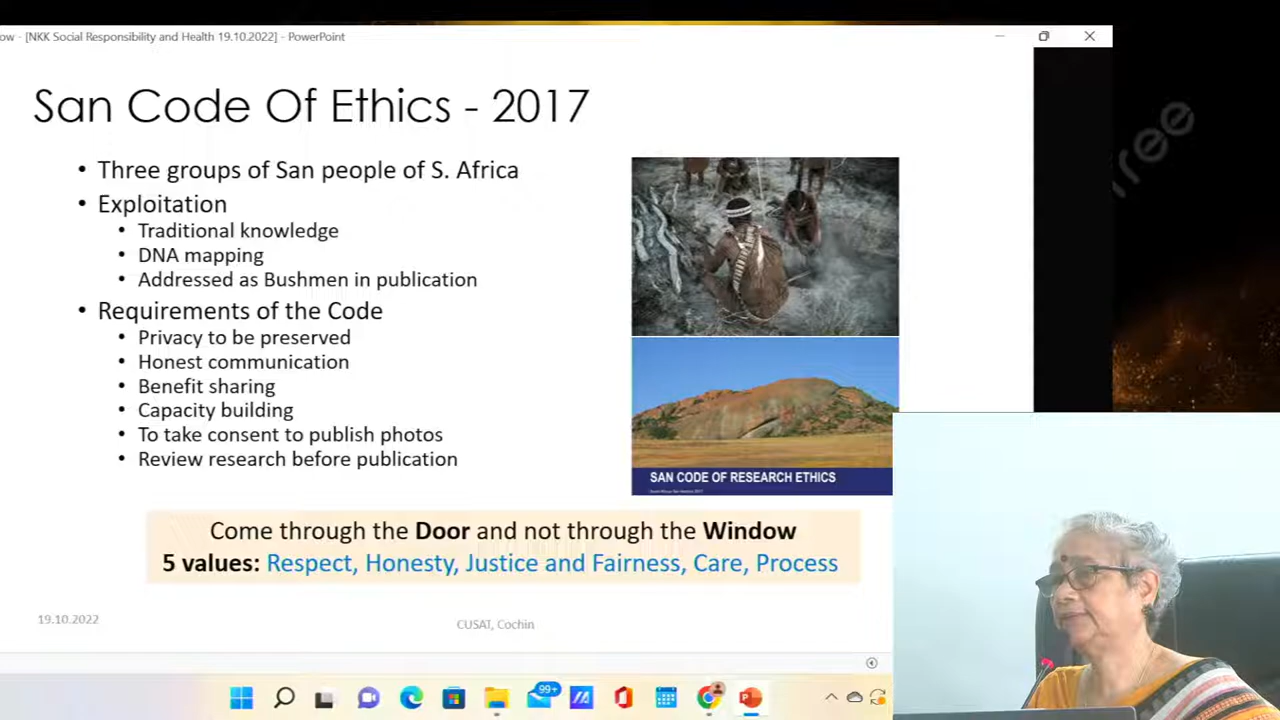 ow - [NKK Social Responsibility and Health 19.10.2022] - PowerPoint
San Code Of Ethics - 2017
• Three groups of San people of S. Africa
• Exploitation
• Traditional knowledge
• DNA mapping
• Addressed as Bushmen in publication
• Requirements of the Code
• Privacy to be preserved
• Honest communication
• Benefit sharing
• Capacity building
• To take consent to publish photos
• Review research before publication
SAN CODE OF RESEARCH ETHICS
Come through the Door and not through the Window
5 values: Respect, Honesty, Justice and Fairness, Care, Process
19.10.2022
CUSAT, Cochin
99+